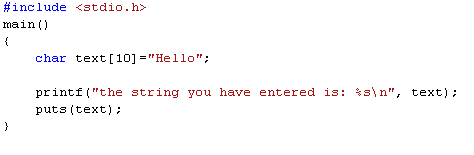 #include <stdio.h>
main()
{
char text[10]="Hello";
printf("the string you have entered is: %s\n", text);
puts(text);
}